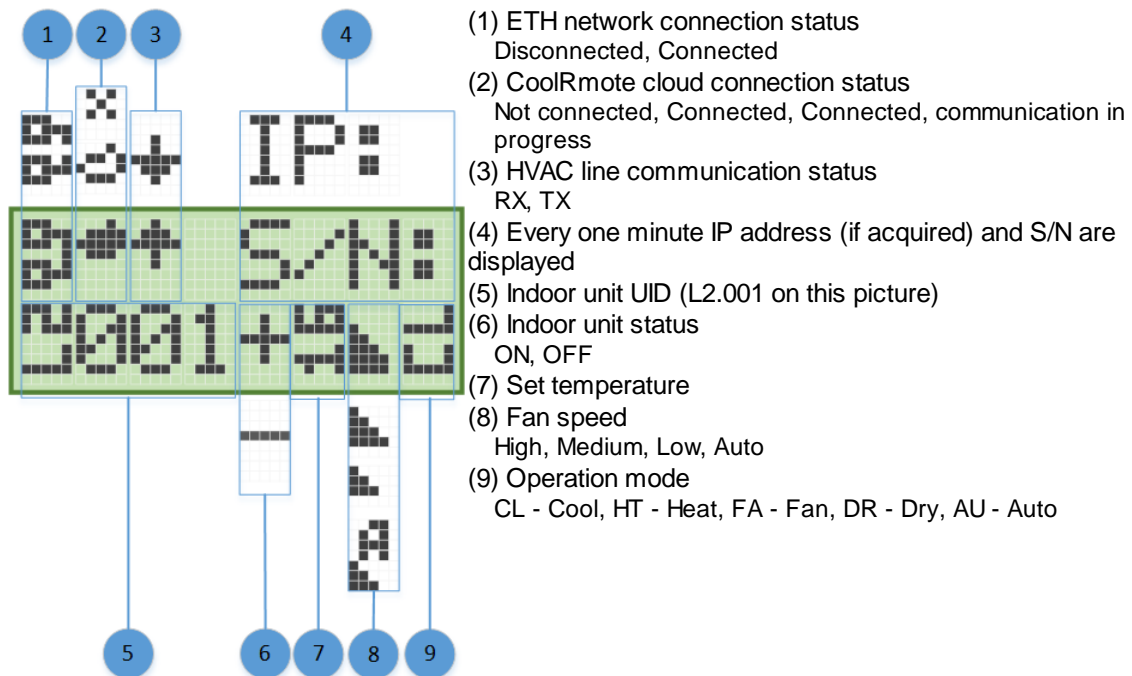 1 2 3 4
IP:
S/N:
001
5 6 7 8 9
A
(1) ETH network connection status
Disconnected, Connected
(2) CoolRmote cloud connection status
Not connected, Connected, Connected, communication in
progress
(3) HVAC line communication status
RX, TX
(4) Every one minute IP address (if acquired) and S/N are
displayed
(5) Indoor unit UID (L2.001 on this picture)
(6) Indoor unit status
ON, OFF
(7) Set temperature
(8) Fan speed
High, Medium, Low, Auto
(9) Operation mode
CL - Cool, HT - Heat, FA - Fan, DR - Dry, AU - Auto